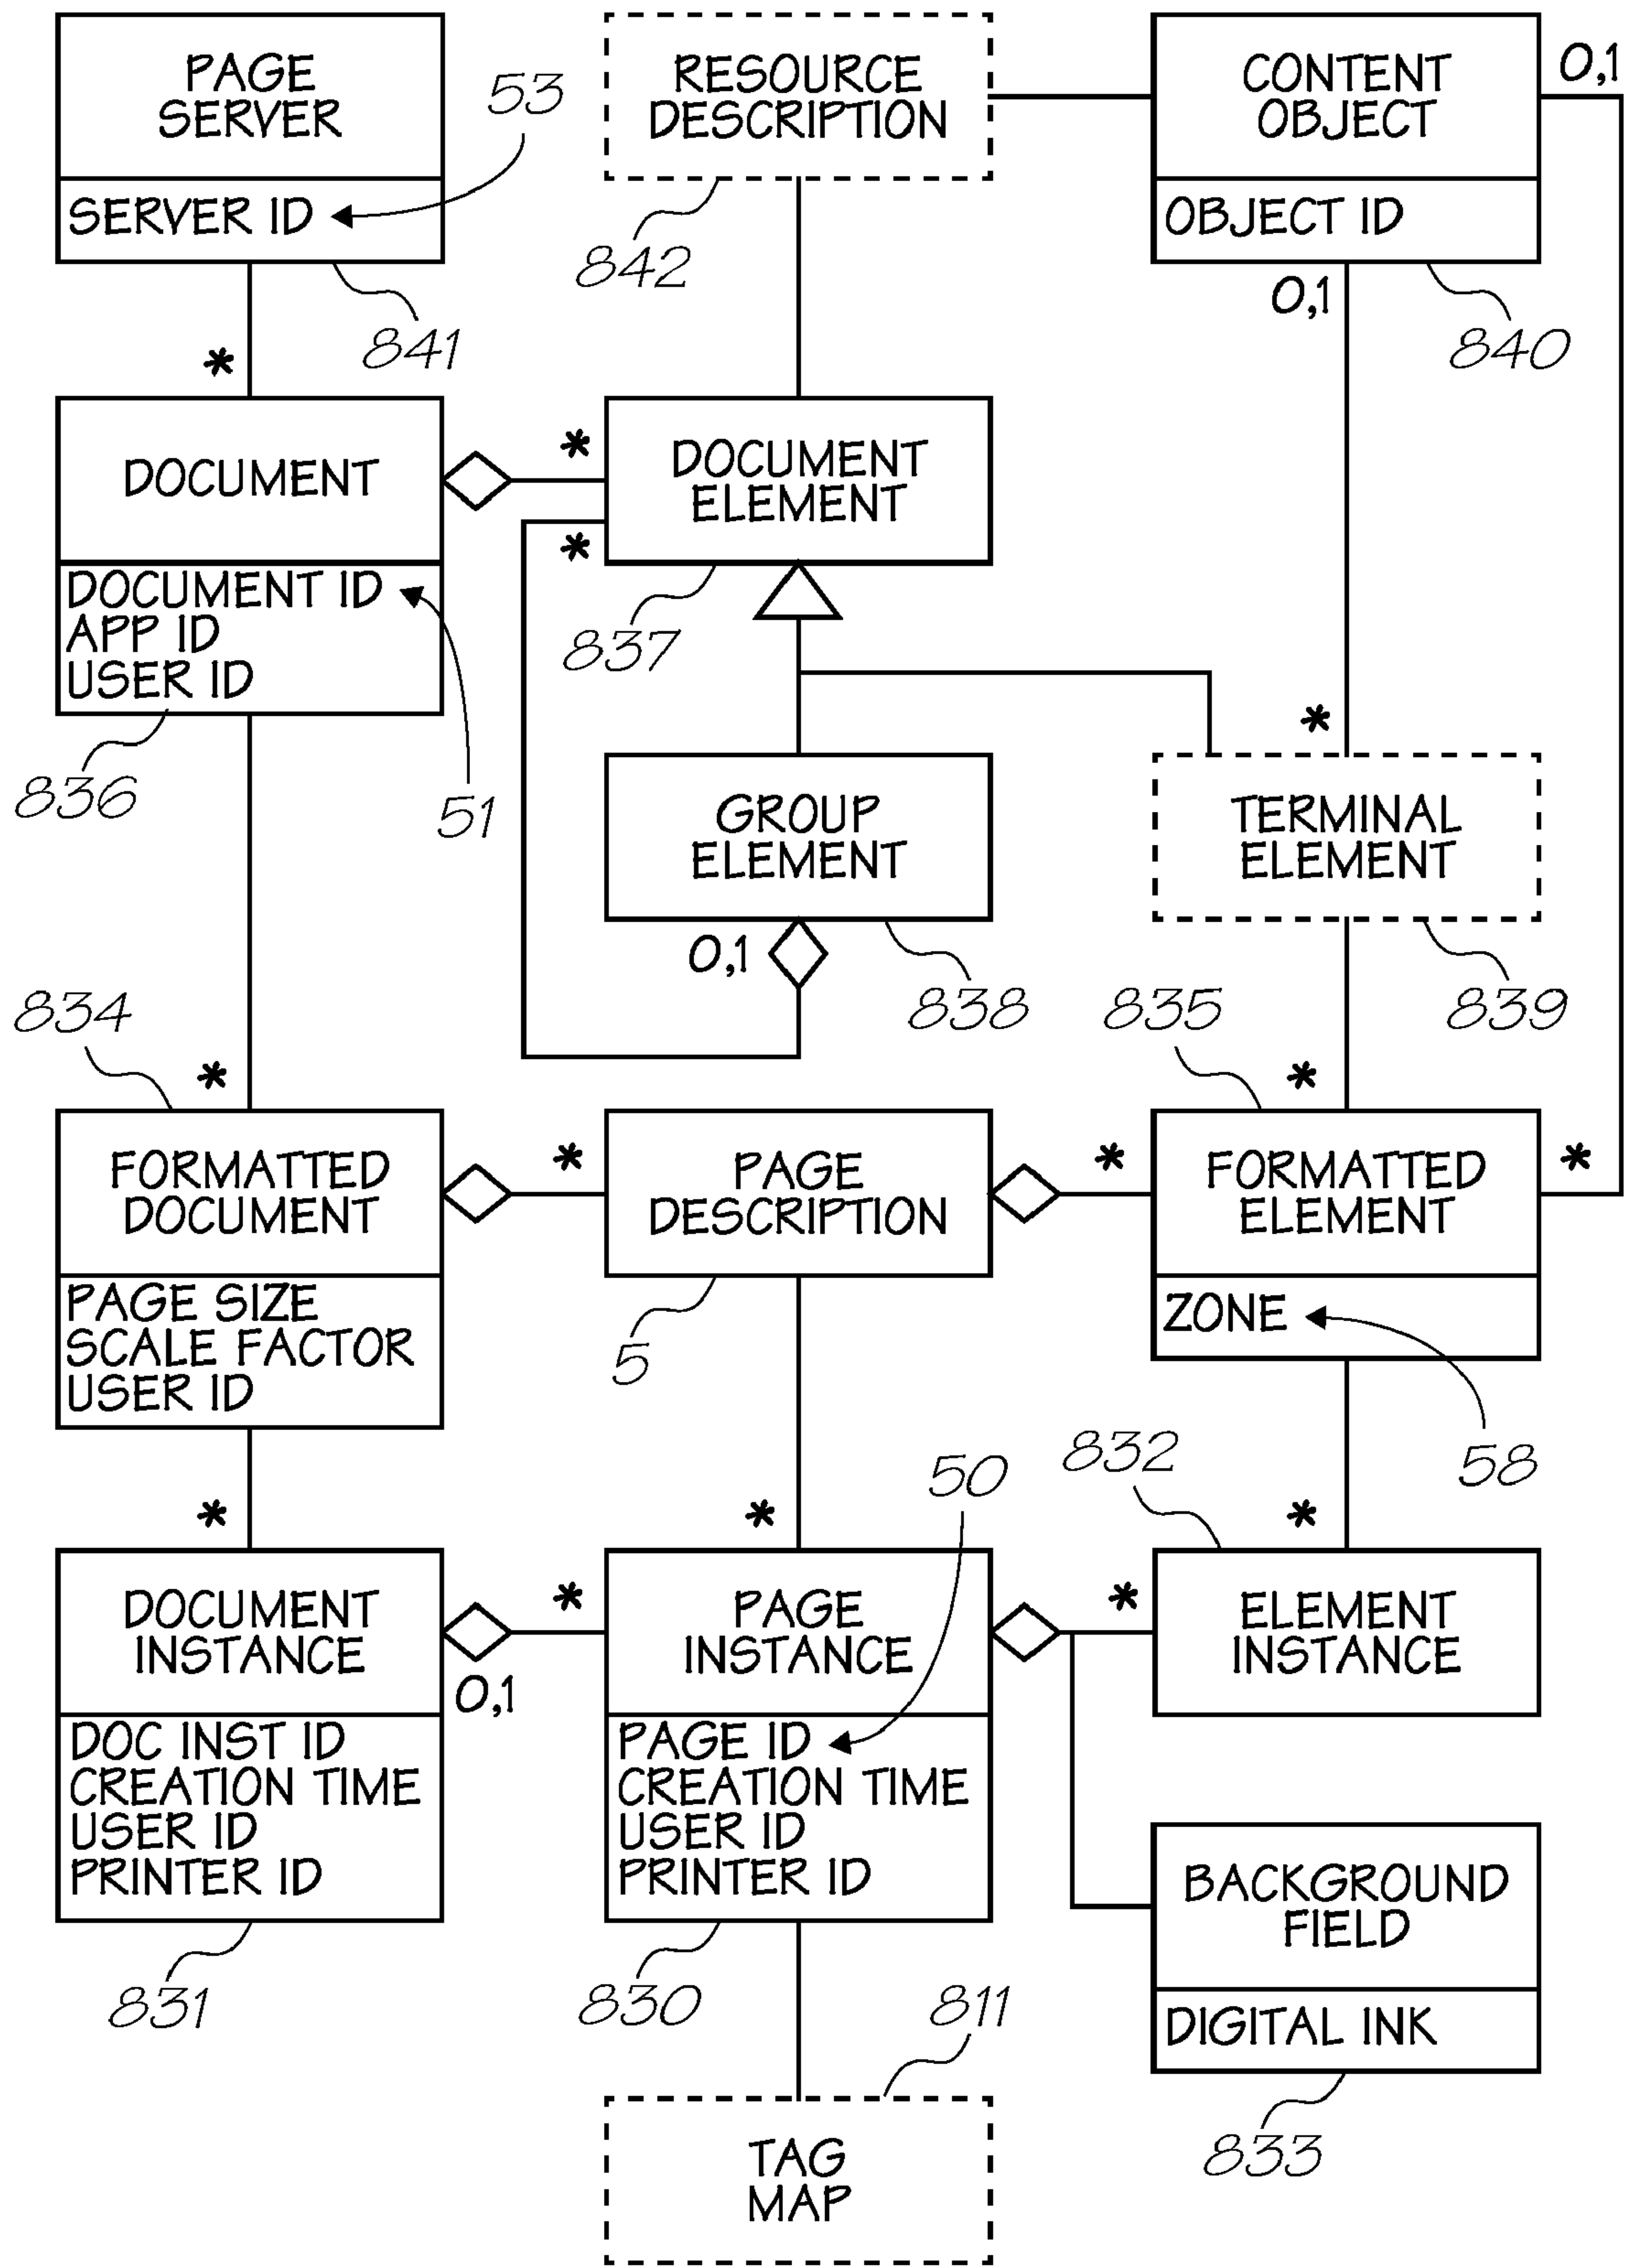 PAGE
SERVER
SERVER ID
53
841
RESOURCE
DESCRIPTION
842
CONTENT
OBJECT
OBJECT ID
0,1
0,1
840
*
DOCUMENT
DOCUMENT ID
APP ID
USER ID
836
51
*
*
DOCUMENT
ELEMENT
837
GROUP
ELEMENT
0,1
838
*
TERMINAL
ELEMENT
839
834
*
FORMATTED
DOCUMENT
PAGE SIZE
SCALE FACTOR
USER ID
*
PAGE
DESCRIPTION
5
835
*
*
FORMATTED
ELEMENT
*
ZONE
58
*
DOCUMENT
INSTANCE
0,1
DOC INST ID
CREATION TIME
USER ID
PRINTER ID
831
*
*
50
PAGE
INSTANCE
PAGE ID
CREATION TIME
USER ID
PRINTER ID
830
832
*
*
ELEMENT
INSTANCE
BACKGROUND
FIELD
DIGITAL INK
833
811
TAG
MAP